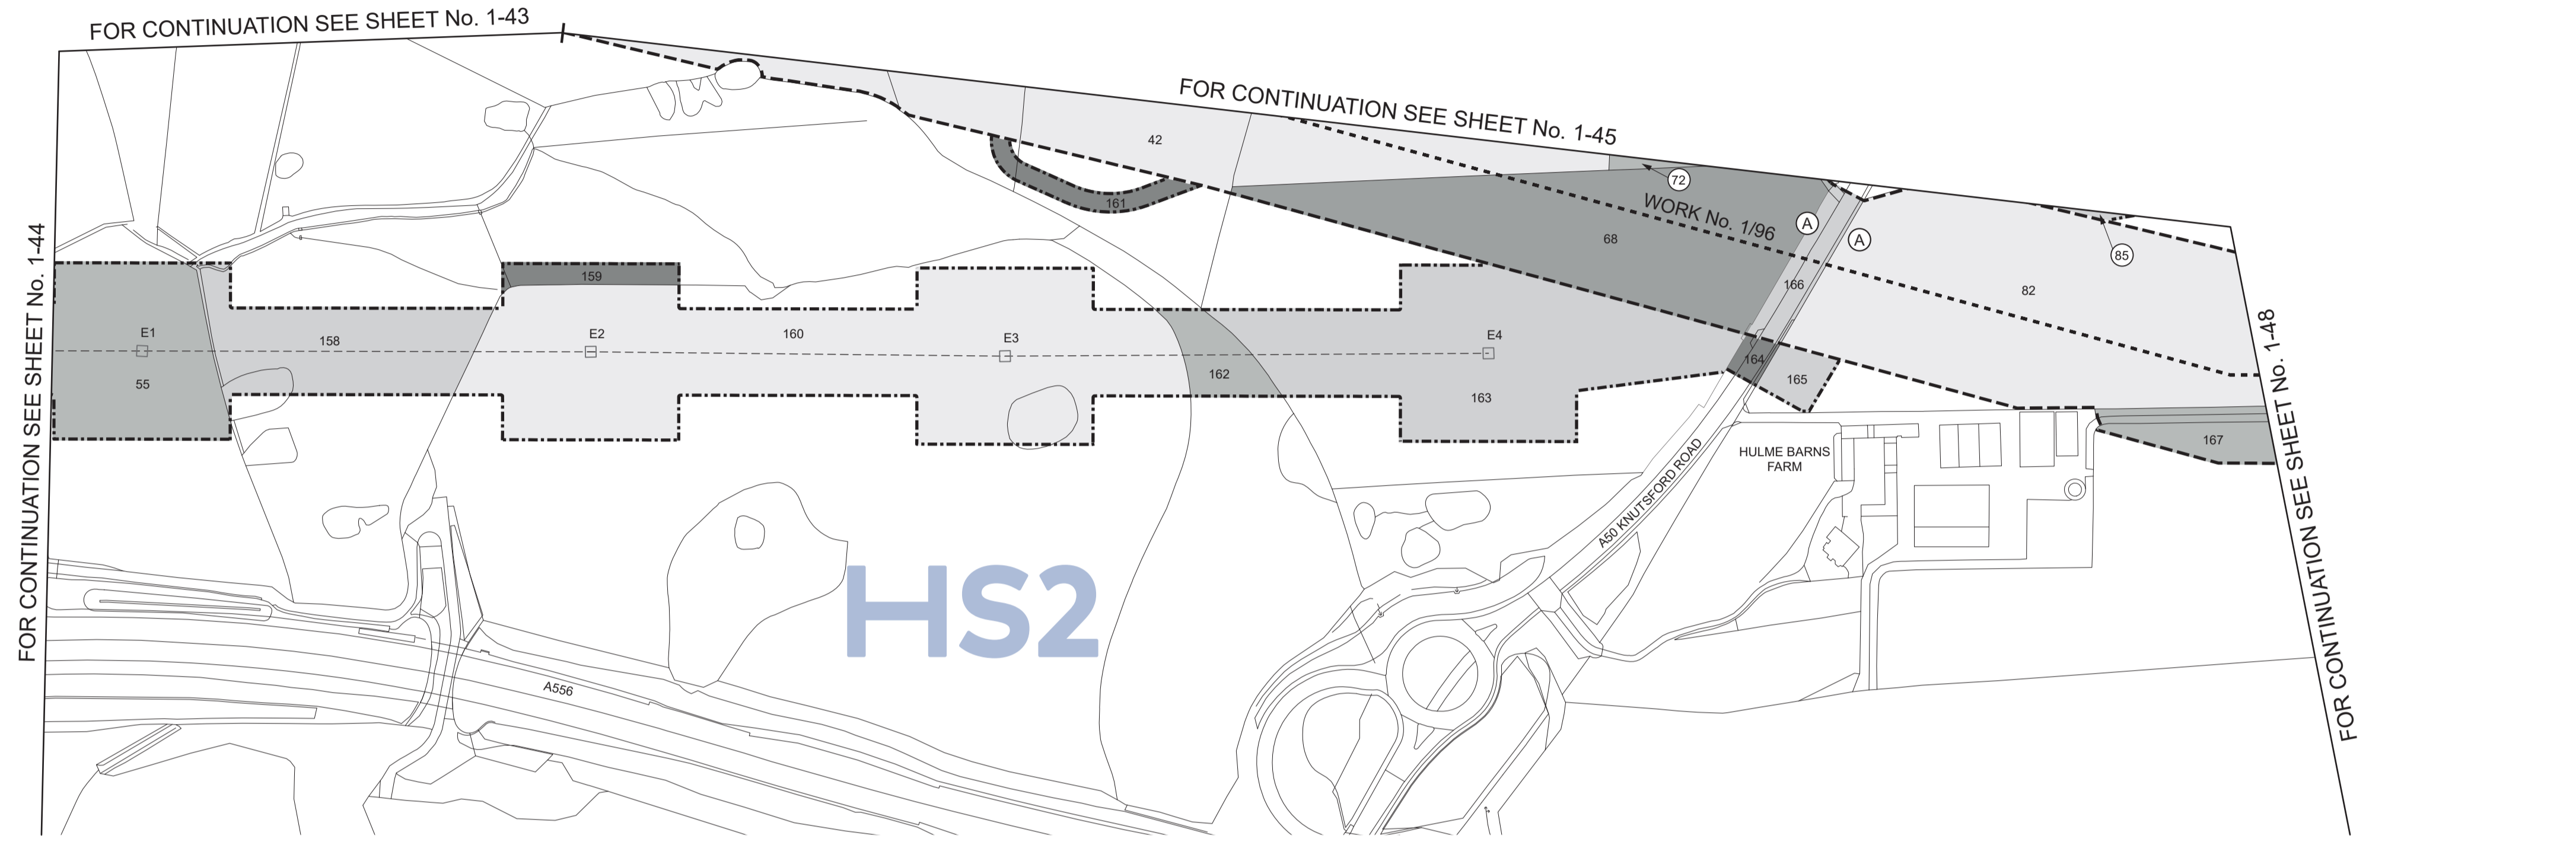 FOR CONTINUATION SEE SHEET No. 1-43
FOR CONTINUATION SEE SHEET No. 1-45
42
72
161
WORK No. 1/96
A
68
A
85
FOR CONTINUATION SEE SHEET No. 1-44
159
166
82
E1
158
E2
160
E3
E4
FOR CONTINUATION SEE SHEET No. 1-48
164
55
162
165
163
167
HULME BARNS
FARM
A50 KNUTSFORD ROAD
HS2
A556